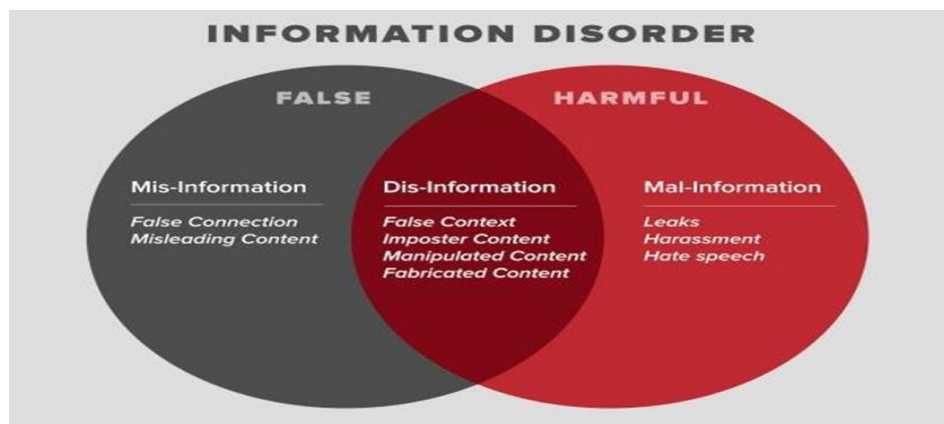 INFORMATION DISORDER
FALSE
HARMFUL
Mis-Information
False Connection
Misleading Content
Dis-Information
False Context
Imposter Content
Manipulated Content
Fabricated Content
Mal-Information
Leaks
Harassment
Hate speech